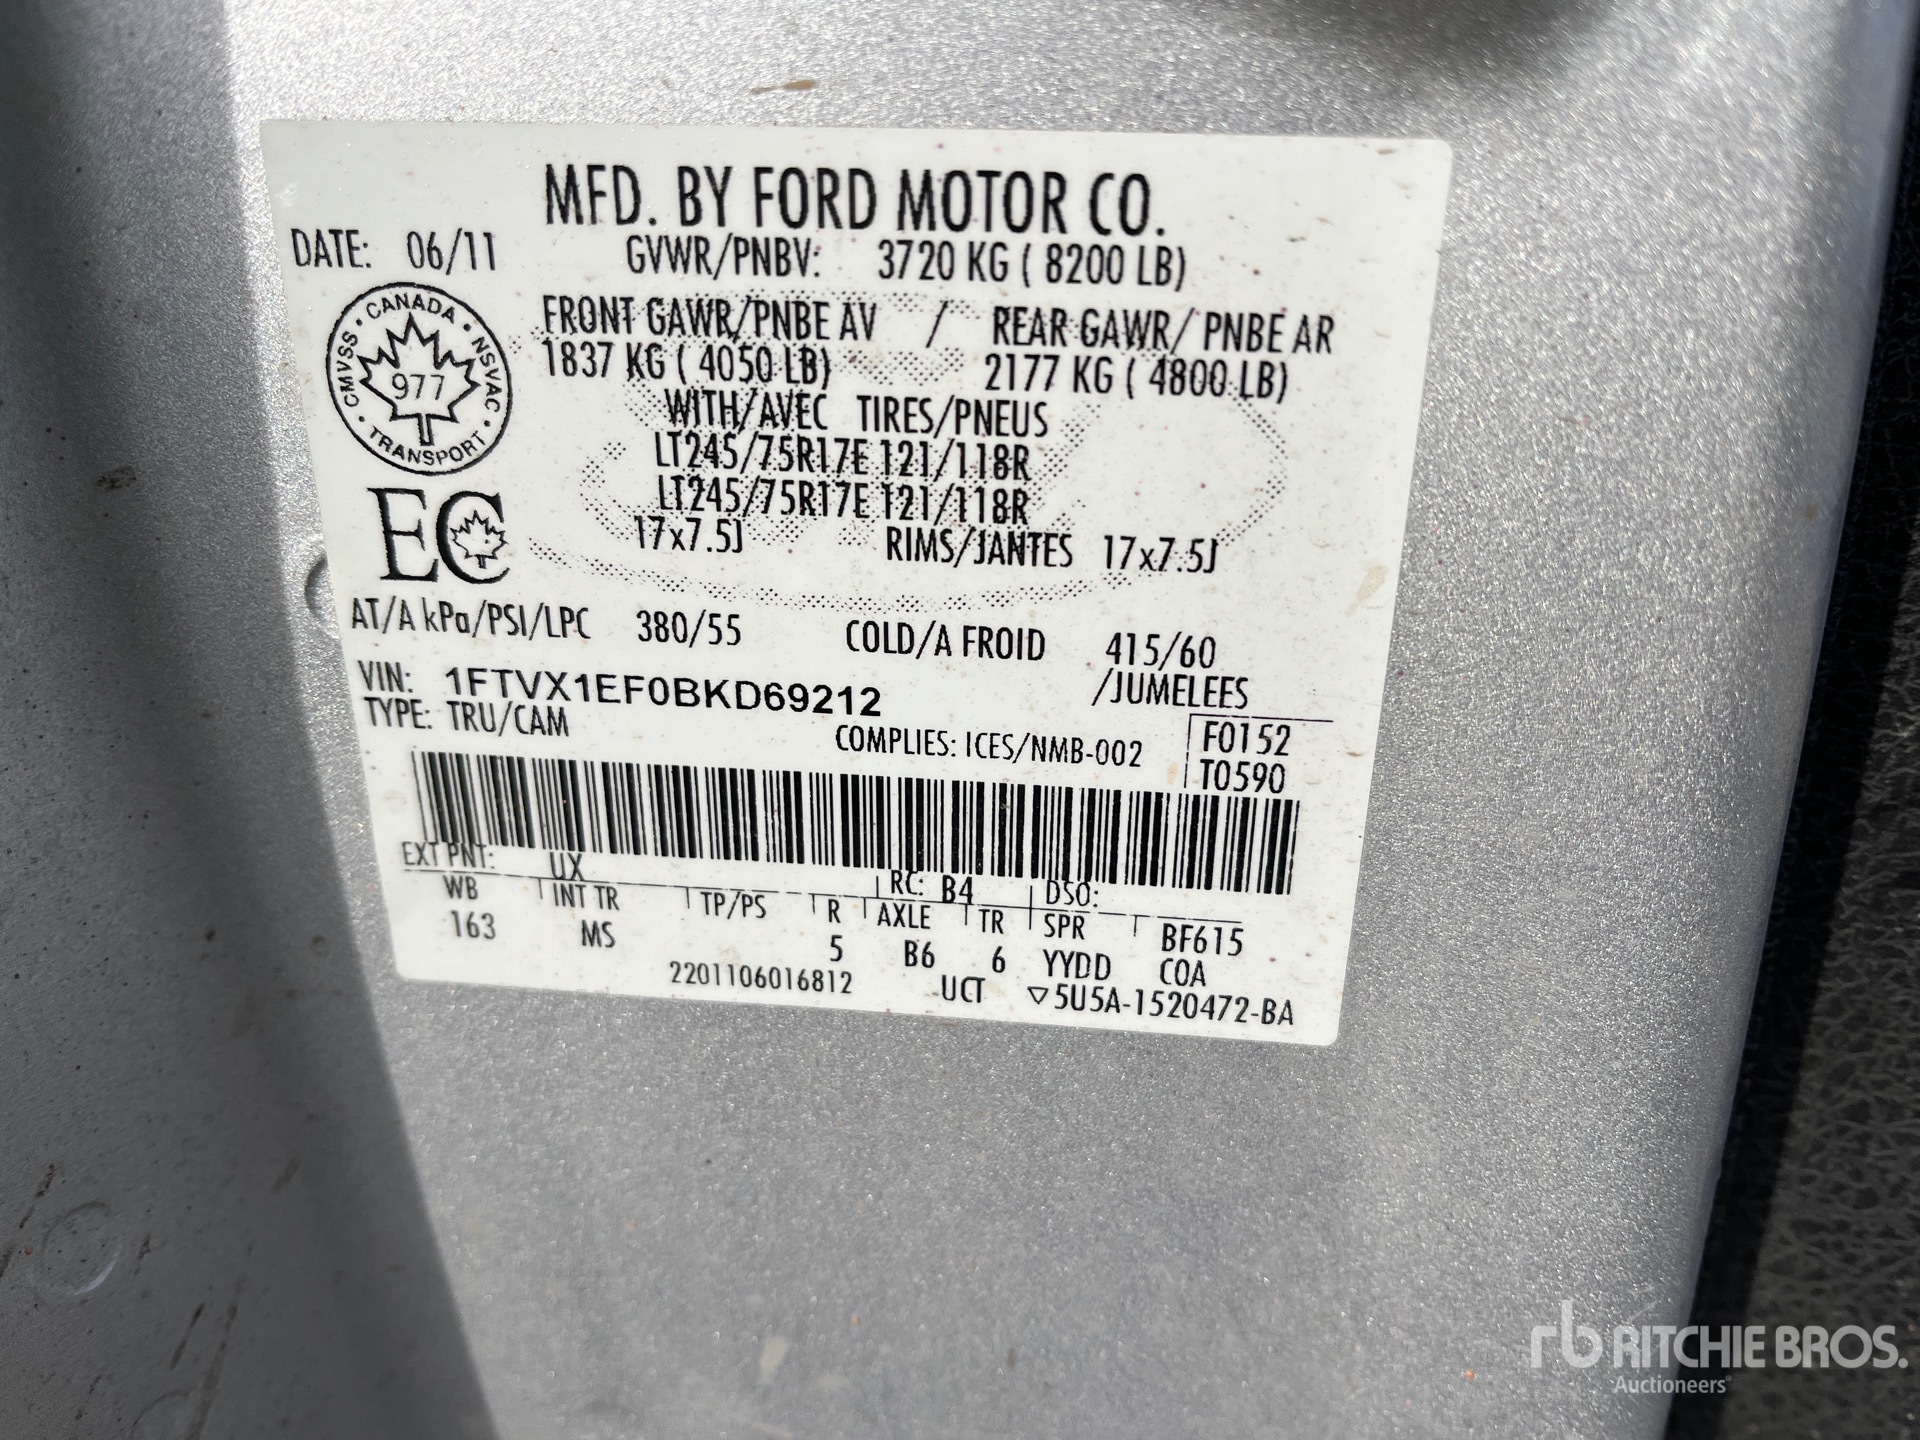 MFD. BY FORD MOTOR CO.
DATE: 06/11 GVWR/PNBV: 3720 KG ( 8200 LB)
FRONT GAWR/PNBE AV / REAR GAWR/ PNBE AR
1837 KG ( 4050 LB) 2177 KG ( 4800 LB)
WITH/AVEC TIRES/PNEUS
LT245/75R17E 121/118R
LT245/75R17E 121/118R
17x7.5J RIMS/JANTES 17x7.5J
CANADA
CMVSS • NSVAC
977
TRANSPORT
EC
AT/A kPa/PSI/LPC 380/55 COLD/A FROID 415/60
/JUMELEES
VIN: 1FTVX1EF0BKD69212
TYPE: TRU/CAM
COMPLIES: ICES/NMB-002
F0152
T0590
EXT PNT: UX RC: B4 DSO:
WB INT TR TP/PS R AXLE TR SPR BF615
163 MS 5 B6 6 YYDD COA
2201106016812 UCT ▽5U5A-1520472-BA
rb RITCHIE BROS.
Auctioneers